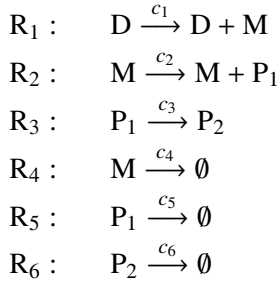 R₁ : D —c₁→ D + M
R₂ : M —c₂→ M + P₁
R₃ : P₁ —c₃→ P₂
R₄ : M —c₄→ ∅
R₅ : P₁ —c₅→ ∅
R₆ : P₂ —c₆→ ∅